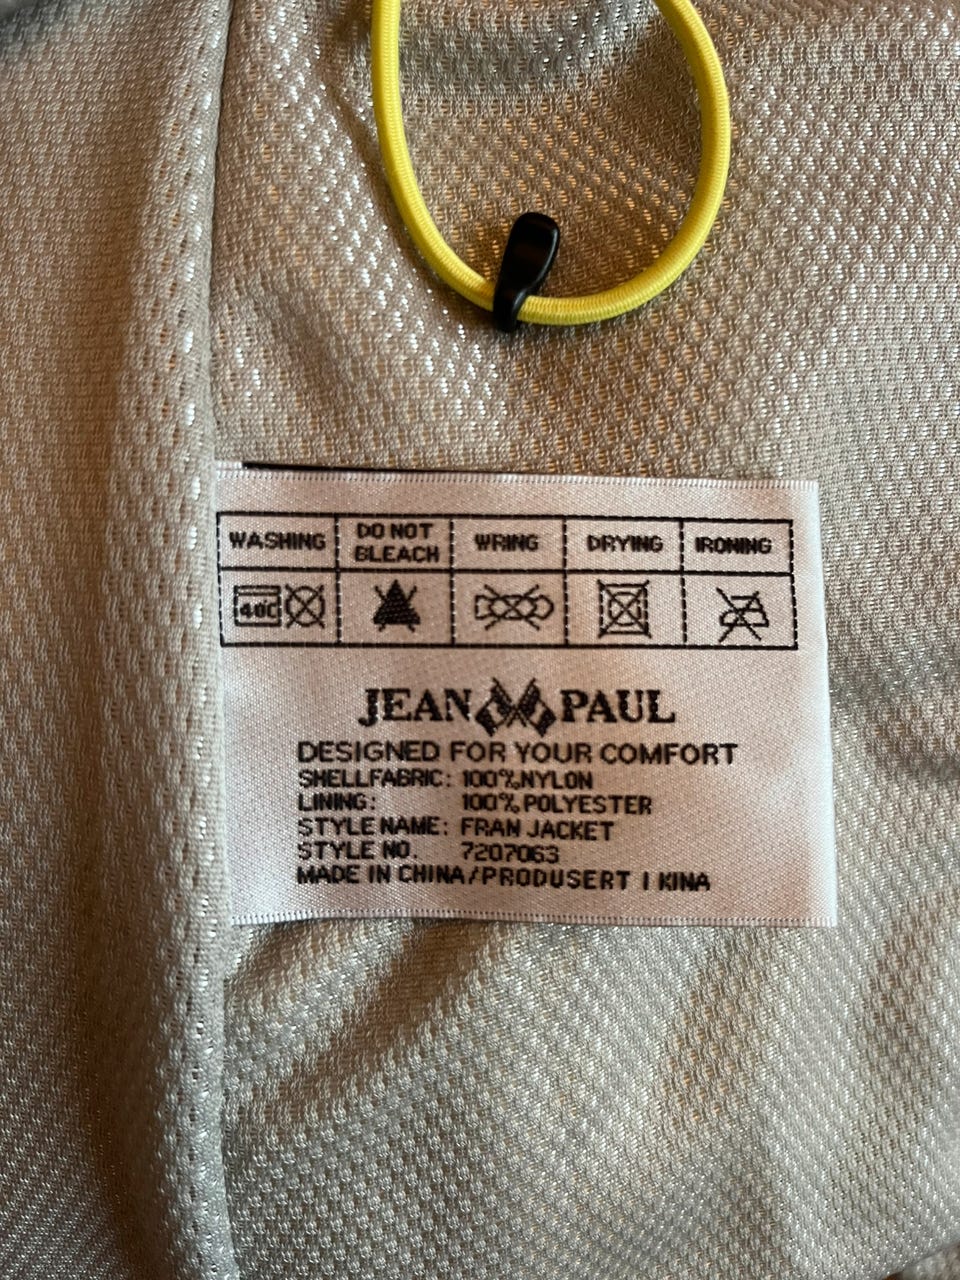 WASHING DO NOT BLEACH WRING DRYING IRONING
40C
JEAN PAUL
DESIGNED FOR YOUR COMFORT
SHELLFABRIC: 100% NYLON
LINING: 100% POLYESTER
STYLE NAME: FRAN JACKET
STYLE NO. 7207063
MADE IN CHINA/PRODUSERT I KINA